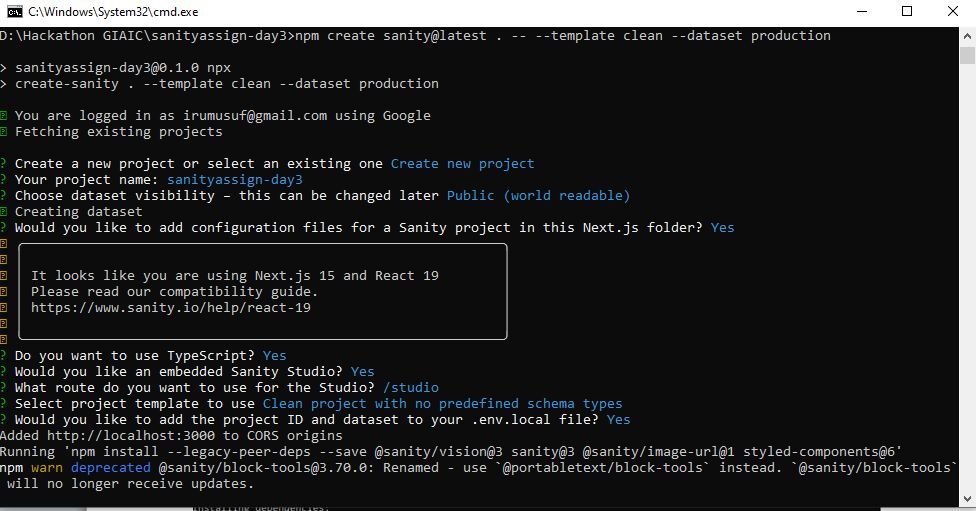 C:\Windows\System32\cmd.exe
D:\Hackathon GIAIC\sanityassign-day3>npm create sanity@latest . -- --template clean --dataset production
> sanityassign-day3@0.1.0 npx
> create-sanity . --template clean --dataset production
You are logged in as irumusuf@gmail.com using Google
Fetching existing projects
? Create a new project or select an existing one Create new project
? Your project name: sanityassign-day3
? Choose dataset visibility – this can be changed later Public (world readable)
Creating dataset
? Would you like to add configuration files for a Sanity project in this Next.js folder? Yes
It looks like you are using Next.js 15 and React 19
Please read our compatibility guide.
https://www.sanity.io/help/react-19
? Do you want to use TypeScript? Yes
? Would you like an embedded Sanity Studio? Yes
? What route do you want to use for the Studio? /studio
? Select project template to use Clean project with no predefined schema types
? Would you like to add the project ID and dataset to your .env.local file? Yes
Added http://localhost:3000 to CORS origins
Running 'npm install --legacy-peer-deps --save @sanity/vision@3 sanity@3 @sanity/image-url@1 styled-components@6'
npm warn deprecated @sanity/block-tools@3.70.0: Renamed - use `@portabletext/block-tools` instead. `@sanity/block-tools`
will no longer receive updates.
installing dependencies: